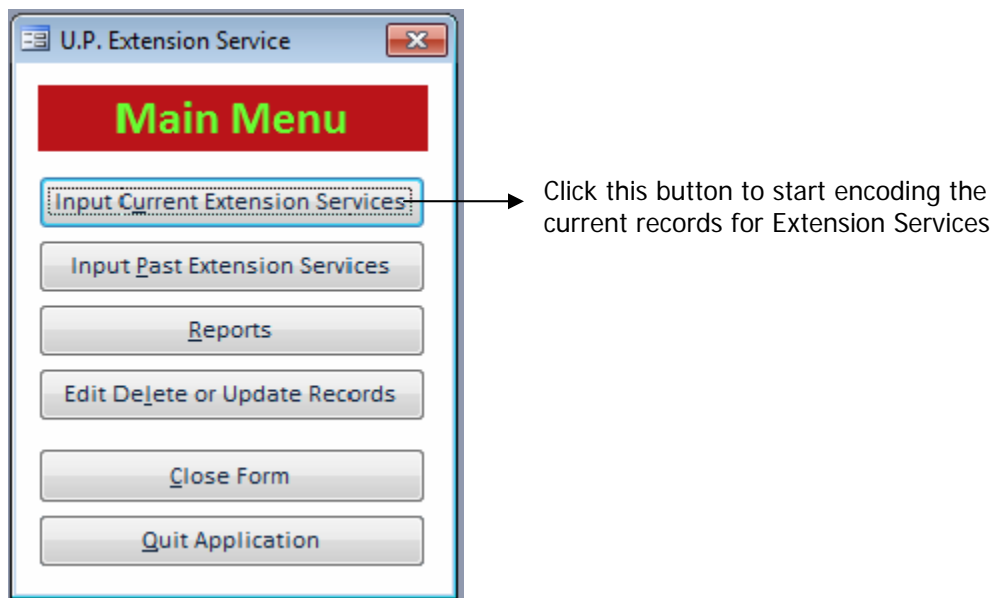 U.P. Extension Service
Main Menu
Input Current Extension Services
Click this button to start encoding the
current records for Extension Services
Input Past Extension Services
Reports
Edit Delete or Update Records
Close Form
Quit Application